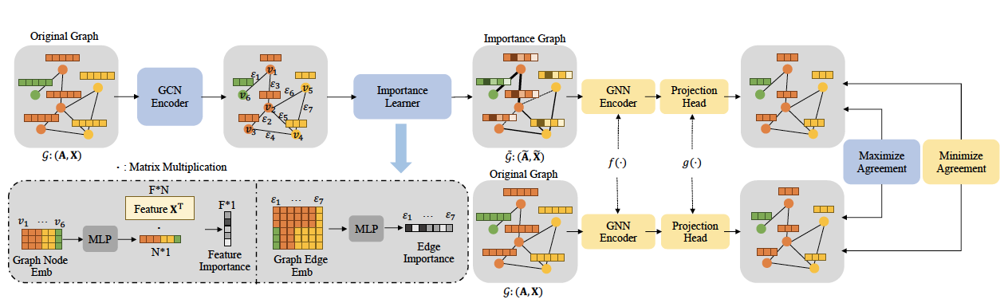 Original Graph
𝒢: (A, X)
GCN
Encoder
ε₁
v₁
ε₃
v₆
ε₆
v₅
v₂
ε₇
ε₂
ε₅
v₃
ε₄
v₄
Importance
Learner
Importance Graph
𝒢̃: (Ã, X̃)
GNN
Encoder
Projection
Head
f(·)
g(·)
Maximize
Agreement
Minimize
Agreement
Original Graph
𝒢: (A, X)
GNN
Encoder
Projection
Head
· : Matrix Multiplication
F*N
Feature Xᵀ
v₁ … v₆
MLP
·
N*1
Graph Node
Emb
F*1
Feature
Importance
ε₁ … ε₇
Graph Edge
Emb
MLP
ε₁ … ε₇
Edge
Importance